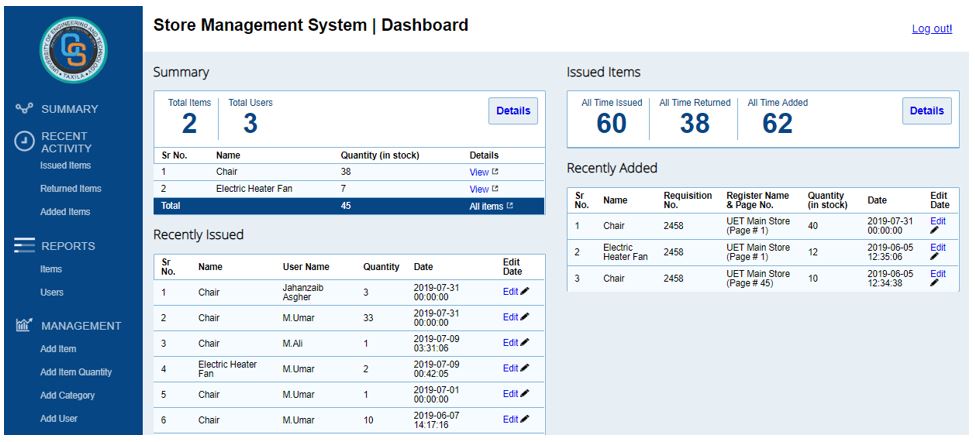 Store Management System | Dashboard
Log out!
UNIVERSITY OF ENGINEERING AND TECHNOLOGY
TAXILA
CS
SUMMARY
RECENT
ACTIVITY
Issued Items
Returned Items
Added Items
REPORTS
Items
Users
MANAGEMENT
Add Item
Add Item Quantity
Add Category
Add User
Summary
Total Items Total Users
2 3
Details
Sr No. Name Quantity (in stock) Details
1 Chair 38 View
2 Electric Heater Fan 7 View
Total 45 All items
Recently Issued
Sr No. Name User Name Quantity Date Edit Date
1 Chair Jahanzaib Asgher 3 2019-07-31 00:00:00 Edit
2 Chair M.Umar 33 2019-07-31 00:00:00 Edit
3 Chair M.Ali 1 2019-07-09 03:31:06 Edit
4 Electric Heater Fan M.Umar 2 2019-07-09 00:42:05 Edit
5 Chair M.Umar 1 2019-07-01 00:00:00 Edit
6 Chair M.Umar 10 2019-06-07 14:17:16 Edit
Issued Items
All Time Issued All Time Returned All Time Added
60 38 62
Details
Recently Added
Sr No. Name Requisition No. Register Name & Page No. Quantity (in stock) Date Edit Date
1 Chair 2458 UET Main Store (Page # 1) 40 2019-07-31 00:00:00 Edit
2 Electric Heater Fan 2458 UET Main Store (Page # 1) 12 2019-06-05 12:35:06 Edit
3 Chair 2458 UET Main Store (Page # 45) 10 2019-06-05 12:34:38 Edit